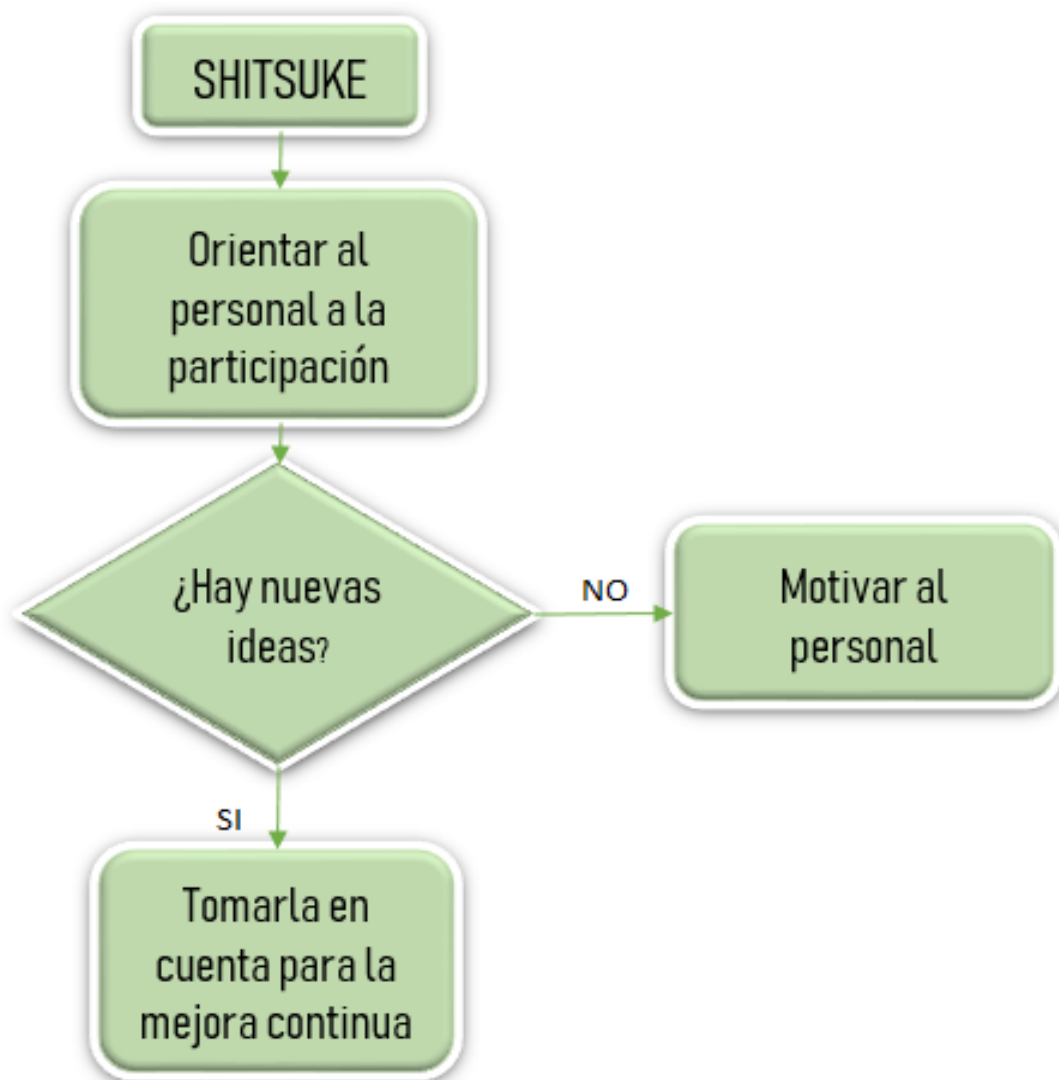 SHITSUKE
Orientar al
personal a la
participación
¿Hay nuevas
ideas?
NO
Motivar al
personal
SI
Tomarla en
cuenta para la
mejora continua